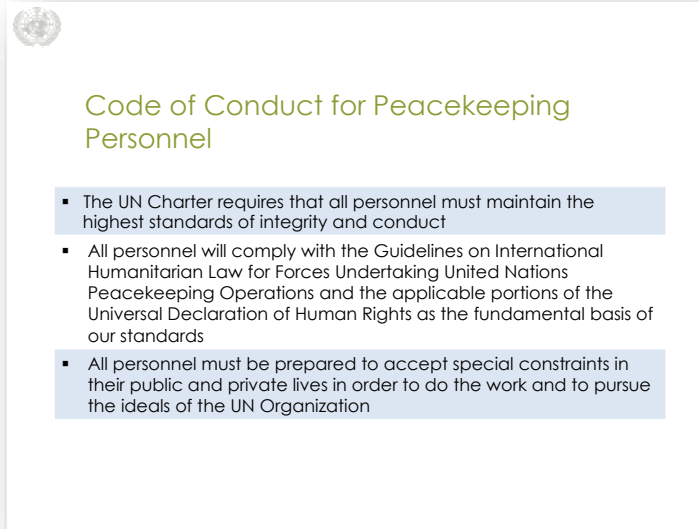 Code of Conduct for Peacekeeping
Personnel
▪ The UN Charter requires that all personnel must maintain the
highest standards of integrity and conduct
▪ All personnel will comply with the Guidelines on International
Humanitarian Law for Forces Undertaking United Nations
Peacekeeping Operations and the applicable portions of the
Universal Declaration of Human Rights as the fundamental basis of
our standards
▪ All personnel must be prepared to accept special constraints in
their public and private lives in order to do the work and to pursue
the ideals of the UN Organization